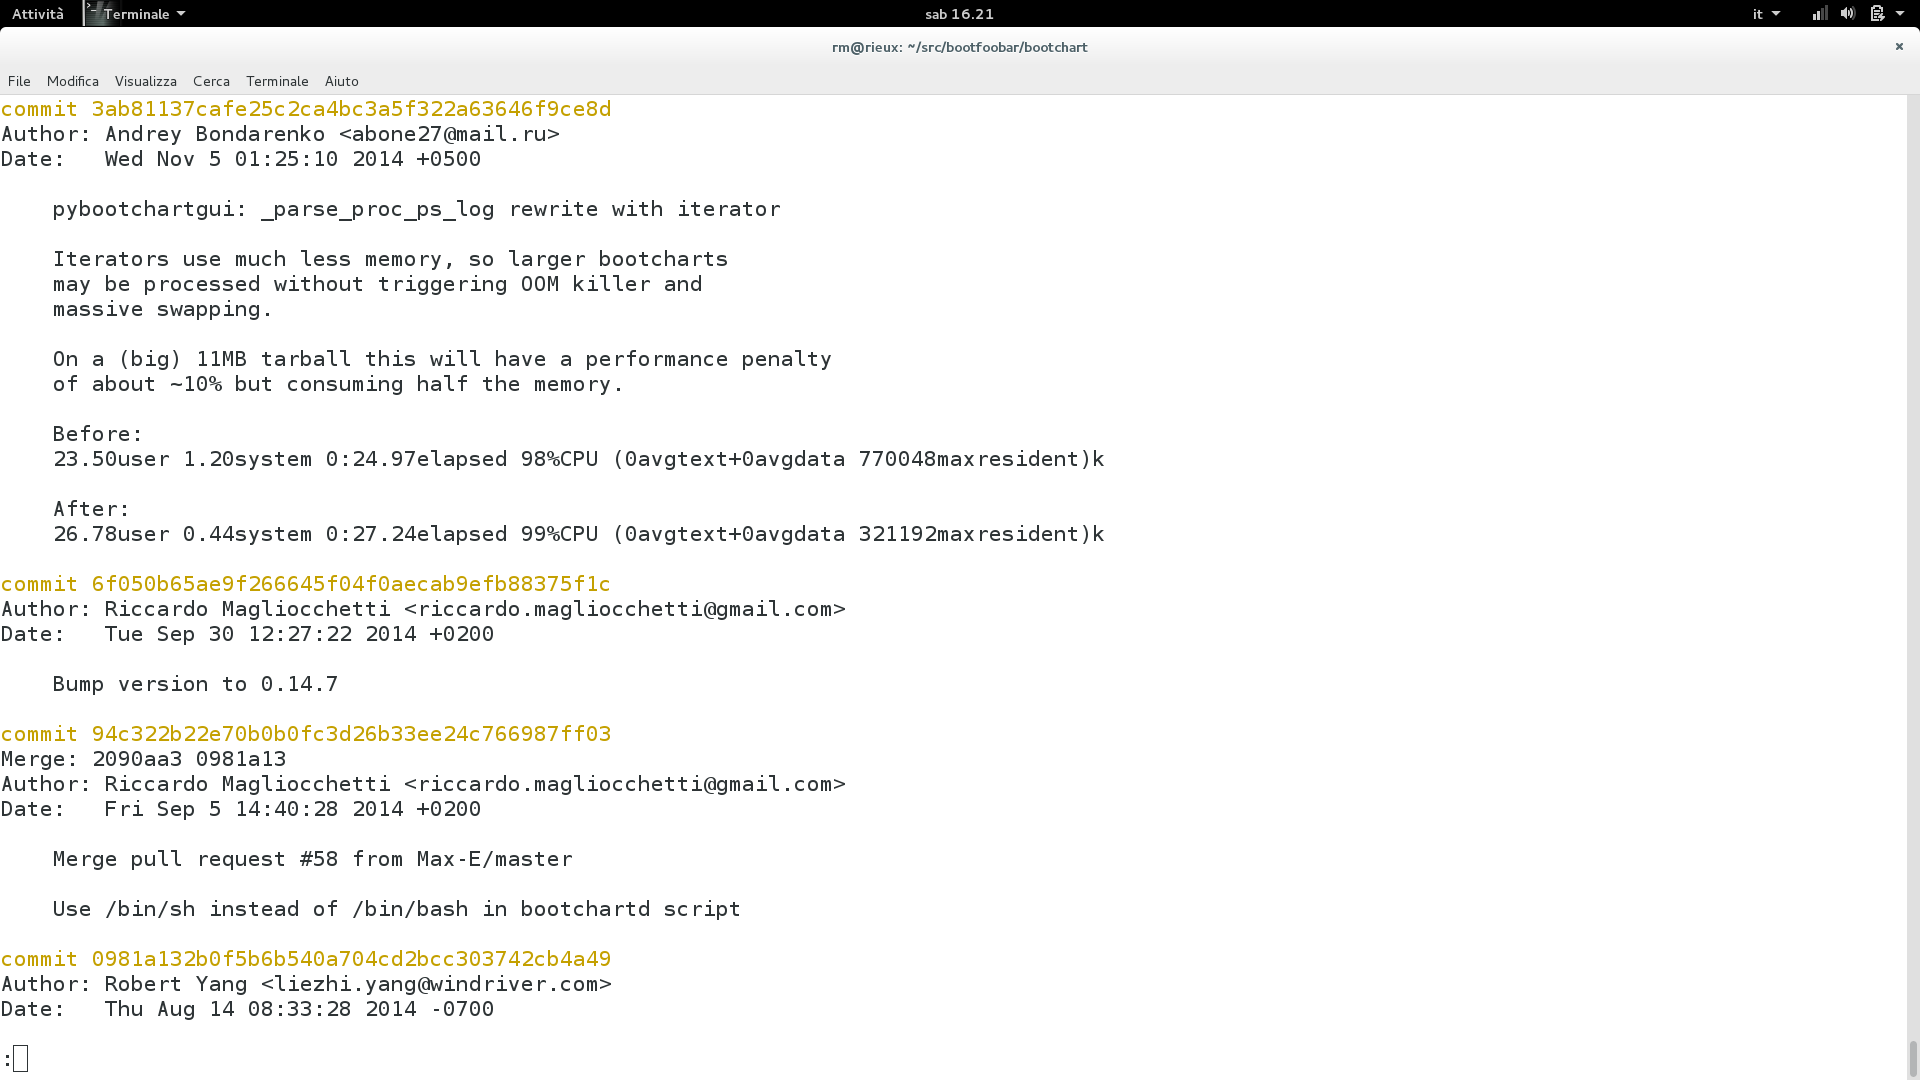 Attività Terminale sab 16.21 it
rm@rieux: ~/src/bootfoobar/bootchart ×
File Modifica Visualizza Cerca Terminale Aiuto
commit 3ab81137cafe25c2ca4bc3a5f322a63646f9ce8d
Author: Andrey Bondarenko <abone27@mail.ru>
Date:   Wed Nov 5 01:25:10 2014 +0500

    pybootchartgui: _parse_proc_ps_log rewrite with iterator

    Iterators use much less memory, so larger bootcharts
    may be processed without triggering OOM killer and
    massive swapping.

    On a (big) 11MB tarball this will have a performance penalty
    of about ~10% but consuming half the memory.

    Before:
    23.50user 1.20system 0:24.97elapsed 98%CPU (0avgtext+0avgdata 770048maxresident)k

    After:
    26.78user 0.44system 0:27.24elapsed 99%CPU (0avgtext+0avgdata 321192maxresident)k

commit 6f050b65ae9f266645f04f0aecab9efb88375f1c
Author: Riccardo Magliocchetti <riccardo.magliocchetti@gmail.com>
Date:   Tue Sep 30 12:27:22 2014 +0200

    Bump version to 0.14.7

commit 94c322b22e70b0b0fc3d26b33ee24c766987ff03
Merge: 2090aa3 0981a13
Author: Riccardo Magliocchetti <riccardo.magliocchetti@gmail.com>
Date:   Fri Sep 5 14:40:28 2014 +0200

    Merge pull request #58 from Max-E/master

    Use /bin/sh instead of /bin/bash in bootchartd script

commit 0981a132b0f5b6b540a704cd2bcc303742cb4a49
Author: Robert Yang <liezhi.yang@windriver.com>
Date:   Thu Aug 14 08:33:28 2014 -0700

: